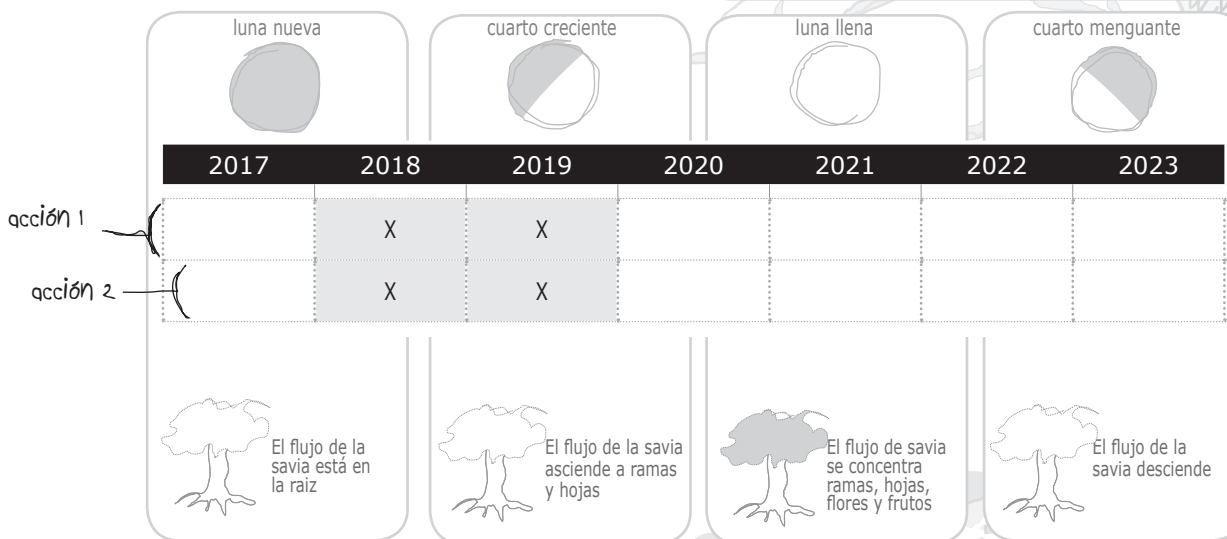 luna nueva
cuarto creciente
luna llena
cuarto menguante
2017 2018 2019 2020 2021 2022 2023
acción 1
X X
acción 2
X X
El flujo de la
savia está en
la raiz
El flujo de la savia
asciende a ramas
y hojas
El flujo de savia
se concentra
ramas, hojas,
flores y frutos
El flujo de la
savia desciende